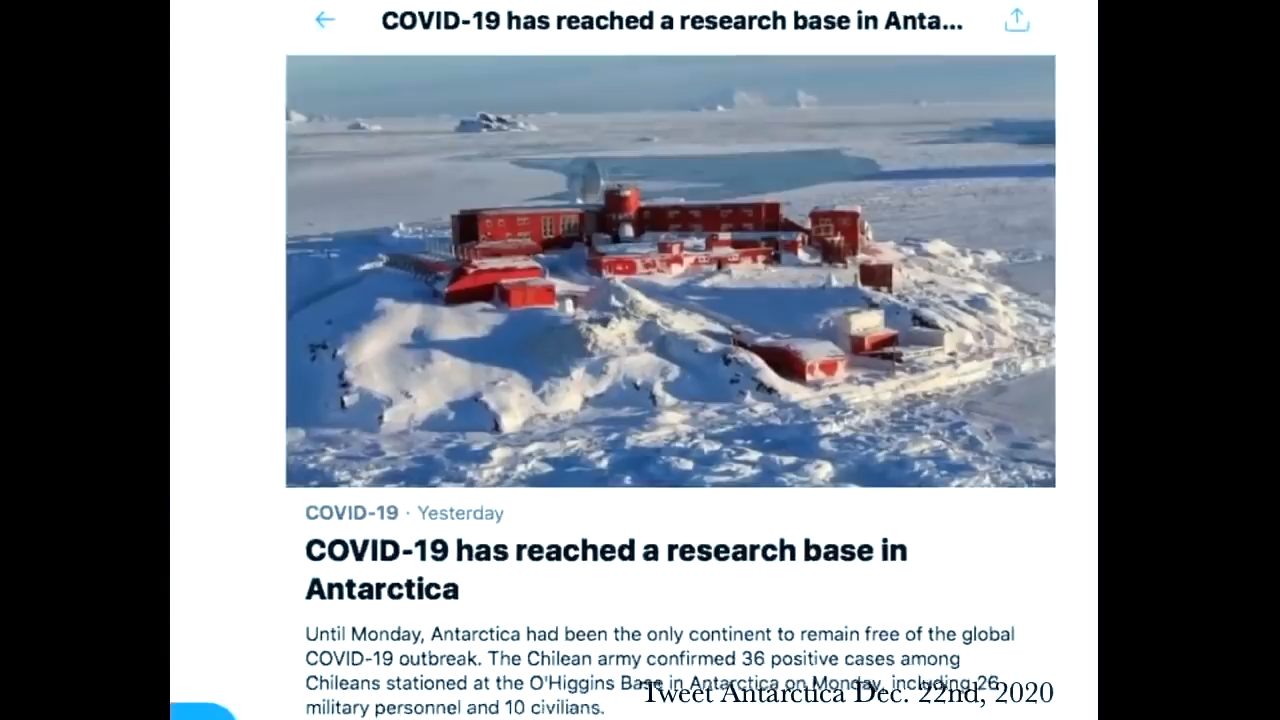 COVID-19 has reached a research base in Anta...
COVID-19 · Yesterday
COVID-19 has reached a research base in
Antarctica
Until Monday, Antarctica had been the only continent to remain free of the global
COVID-19 outbreak. The Chilean army confirmed 36 positive cases among
Chileans stationed at the O'Higgins Base in Antarctica on Monday, including 26
military personnel and 10 civilians.
Tweet Antarctica Dec. 22nd, 2020